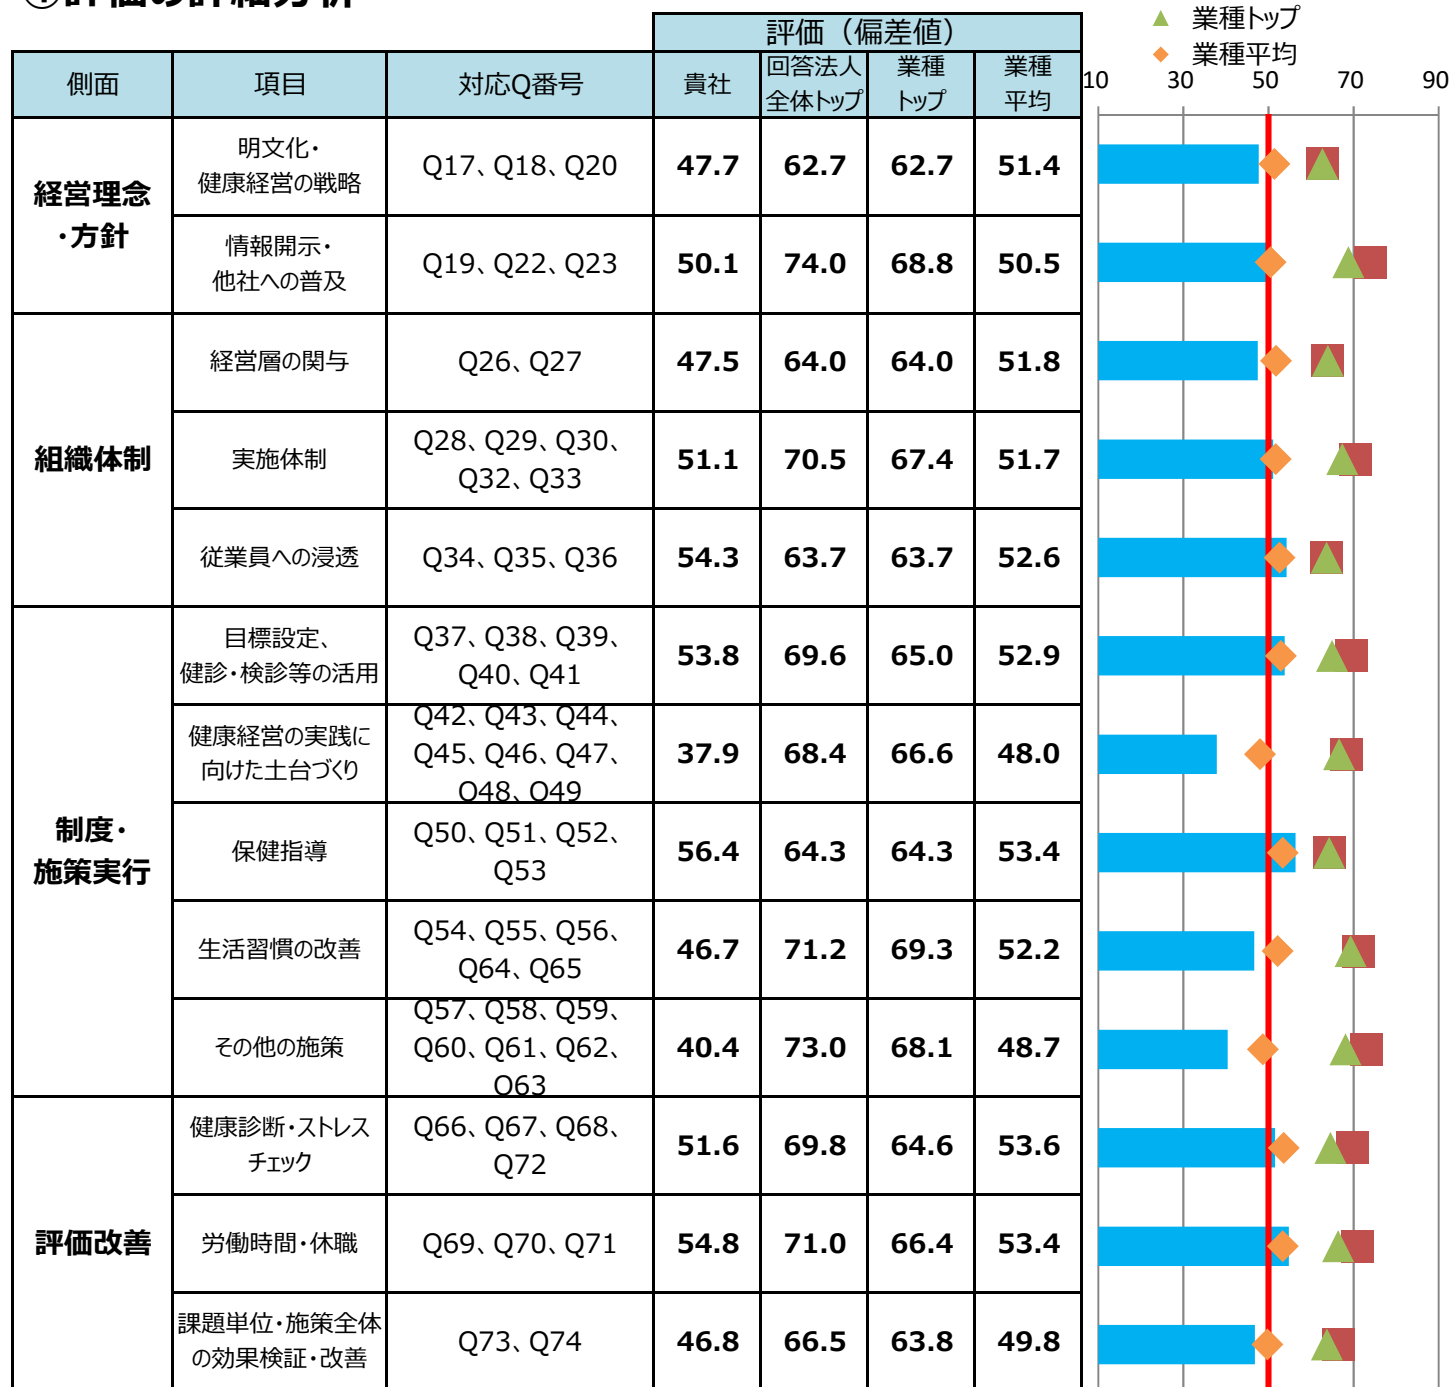 ①評価の詳細分析
▲ 業種トップ
◆ 業種平均
評価（偏差値）
側面 項目 対応Q番号 貴社 回答法人 業種 業種
全体トップ トップ 平均
10 30 50 70 90
経営理念
・方針
明文化・
健康経営の戦略
Q17、Q18、Q20 47.7 62.7 62.7 51.4
情報開示・
他社への普及
Q19、Q22、Q23 50.1 74.0 68.8 50.5
組織体制
経営層の関与 Q26、Q27 47.5 64.0 64.0 51.8
実施体制
Q28、Q29、Q30、
Q32、Q33
51.1 70.5 67.4 51.7
従業員への浸透 Q34、Q35、Q36 54.3 63.7 63.7 52.6
制度・
施策実行
目標設定、
健診・検診等の活用
Q37、Q38、Q39、
Q40、Q41
53.8 69.6 65.0 52.9
健康経営の実践に
向けた土台づくり
Q42、Q43、Q44、
Q45、Q46、Q47、
Q48、Q49
37.9 68.4 66.6 48.0
保健指導
Q50、Q51、Q52、
Q53
56.4 64.3 64.3 53.4
生活習慣の改善
Q54、Q55、Q56、
Q64、Q65
46.7 71.2 69.3 52.2
その他の施策
Q57、Q58、Q59、
Q60、Q61、Q62、
Q63
40.4 73.0 68.1 48.7
評価改善
健康診断・ストレス
チェック
Q66、Q67、Q68、
Q72
51.6 69.8 64.6 53.6
労働時間・休職 Q69、Q70、Q71 54.8 71.0 66.4 53.4
課題単位・施策全体
の効果検証・改善
Q73、Q74 46.8 66.5 63.8 49.8